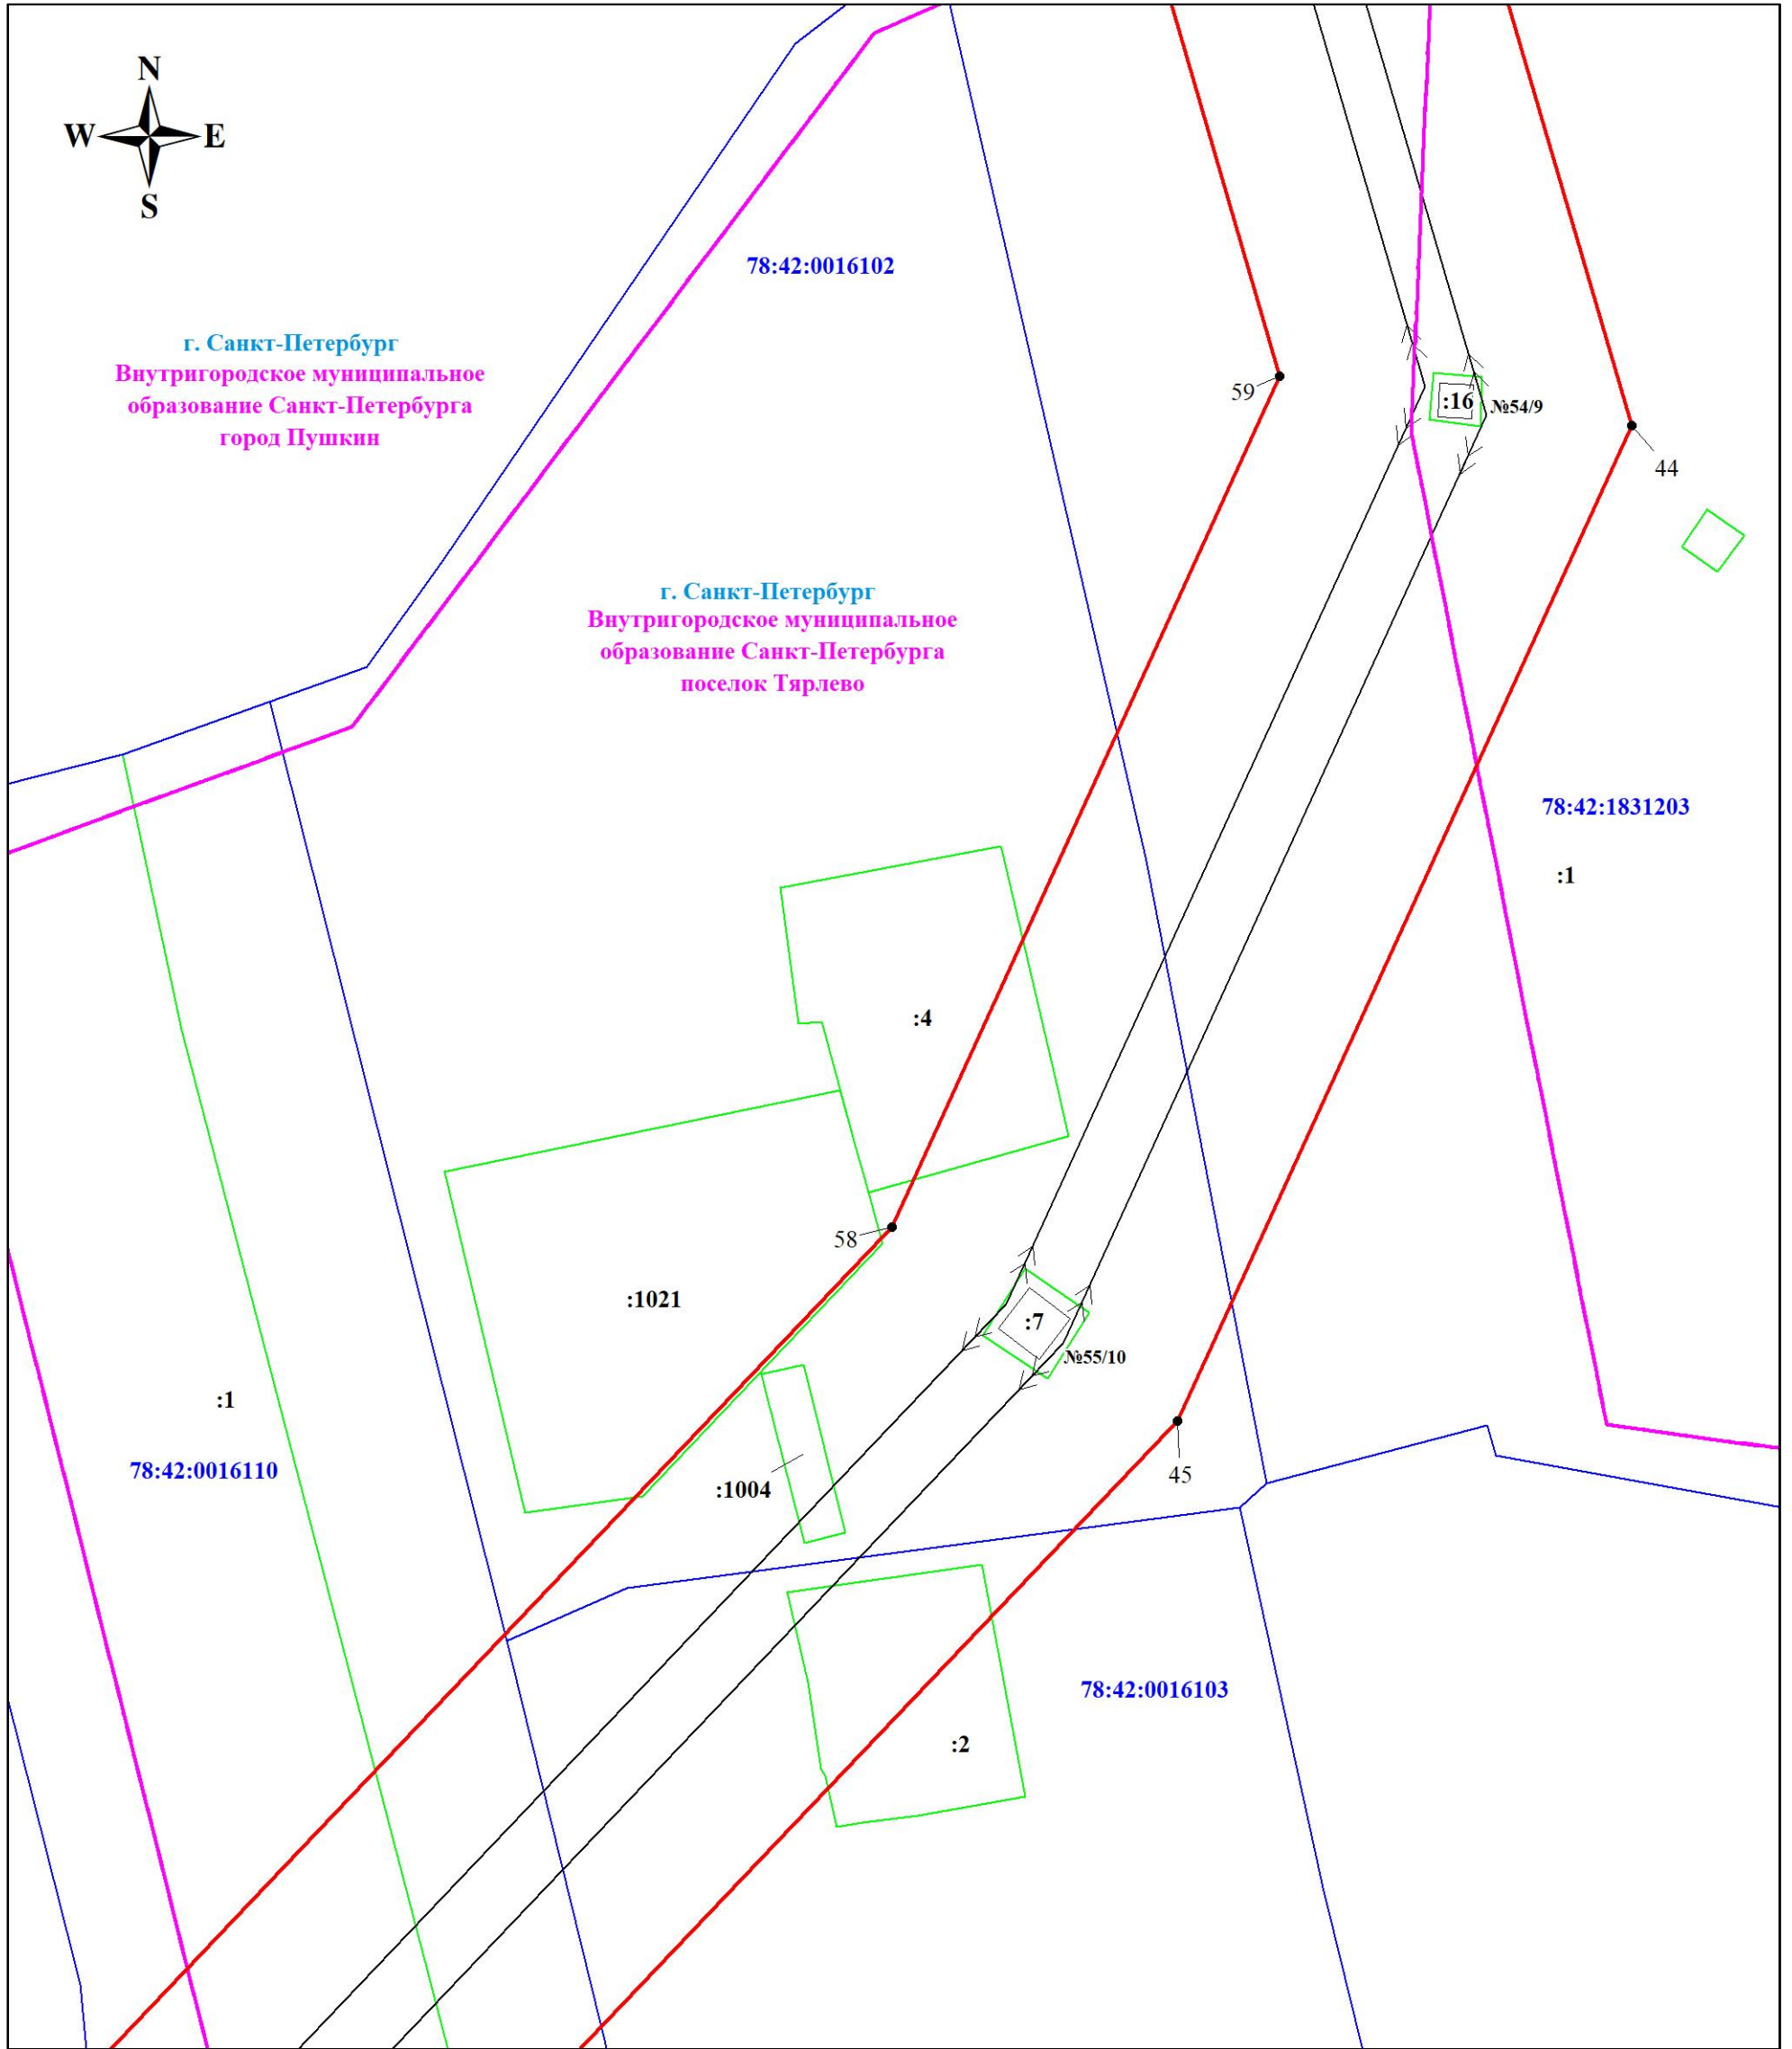 N
W E
S
78:42:0016102
г. Санкт-Петербург
Внутригородское муниципальное
образование Санкт-Петербурга
город Пушкин
59
:16
№54/9
44
г. Санкт-Петербург
Внутригородское муниципальное
образование Санкт-Петербурга
поселок Тярлево
78:42:1831203
:1
:4
58
:1021
:7
№55/10
:1
78:42:0016110
:1004
45
78:42:0016103
:2